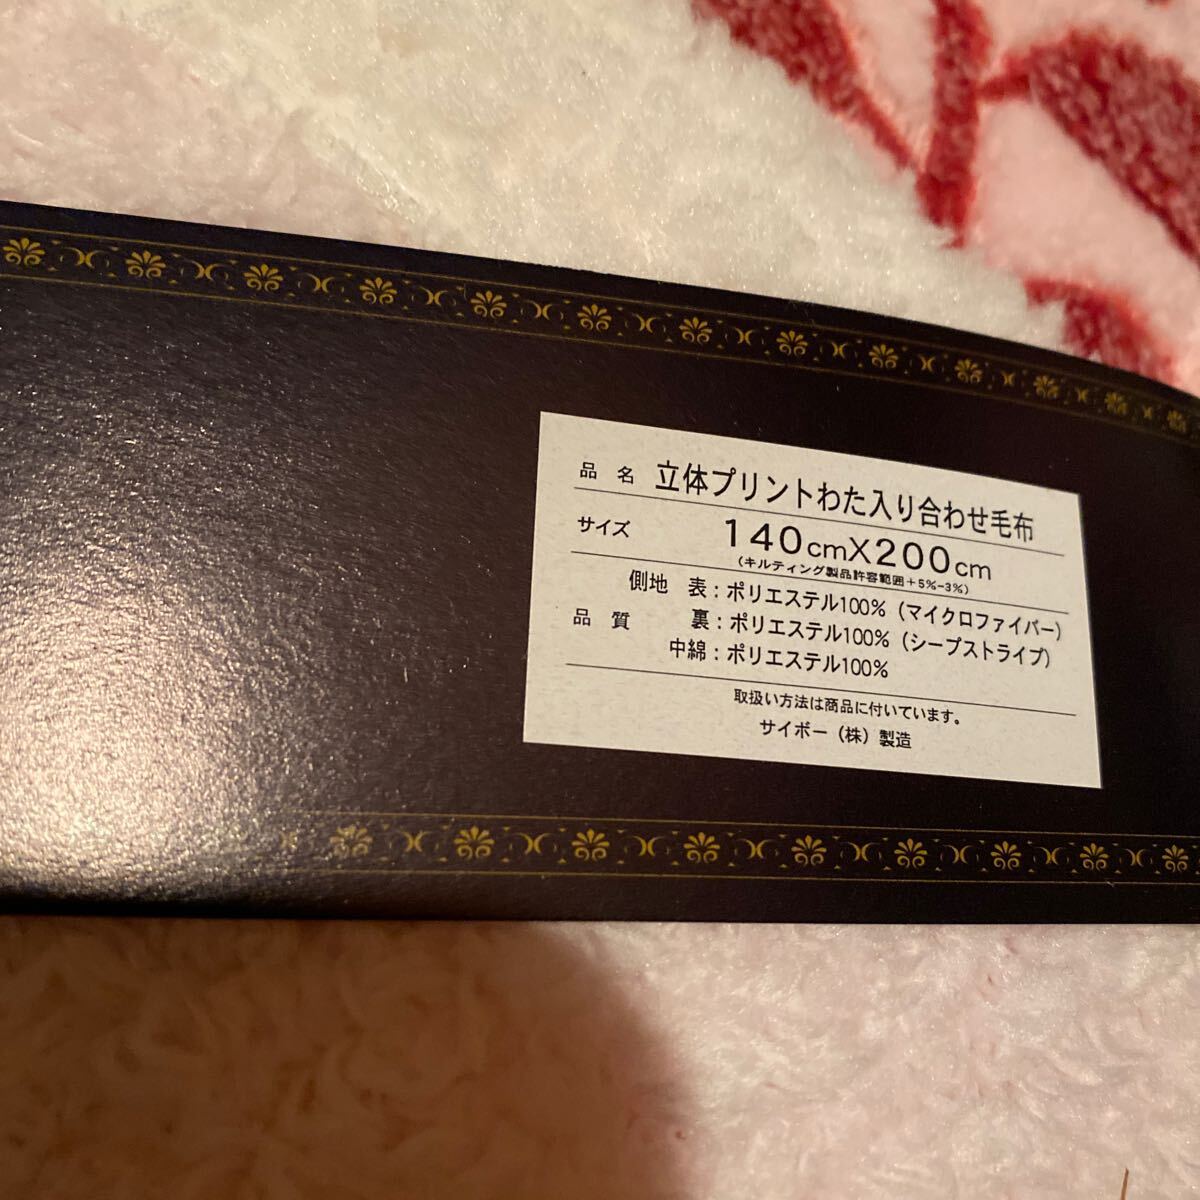 品名 立体プリントわた入り合わせ毛布
サイズ 140cmX200cm
（キルティング製品許容範囲＋5%-3%）
側地 表：ポリエステル100%（マイクロファイバー）
品質 裏：ポリエステル100%（シープストライプ）
中綿：ポリエステル100%
取扱い方法は商品に付いています。
サイボー（株）製造